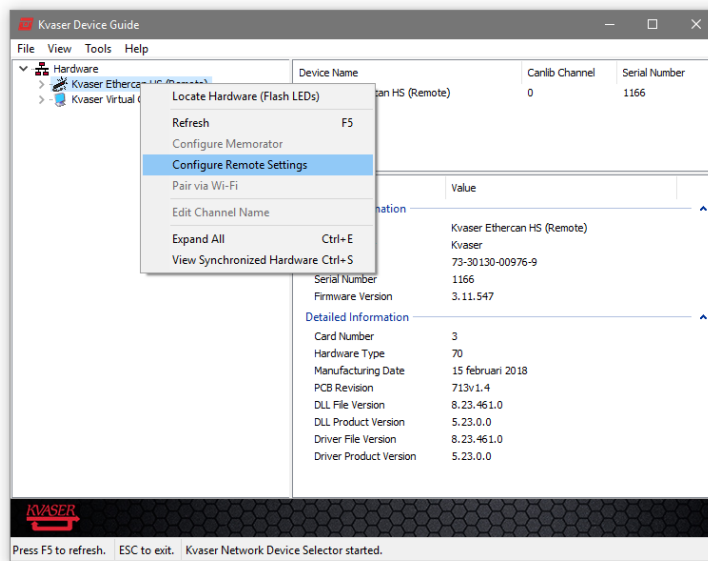 Kvaser Device Guide
File View Tools Help
Hardware
Kvaser Ethercan HS (Remote)
Kvaser Virtual
Locate Hardware (Flash LEDs)
Refresh F5
Configure Memorator
Configure Remote Settings
Pair via Wi-Fi
Edit Channel Name
Expand All Ctrl+E
View Synchronized Hardware Ctrl+S
Device Name Canlib Channel Serial Number
an HS (Remote) 0 1166
Value
mation
Kvaser Ethercan HS (Remote)
Kvaser
73-30130-00976-9
Serial Number 1166
Firmware Version 3.11.547
Detailed Information
Card Number 3
Hardware Type 70
Manufacturing Date 15 februari 2018
PCB Revision 713v1.4
DLL File Version 8.23.461.0
DLL Product Version 5.23.0.0
Driver File Version 8.23.461.0
Driver Product Version 5.23.0.0
KVASER
Press F5 to refresh. ESC to exit. Kvaser Network Device Selector started.